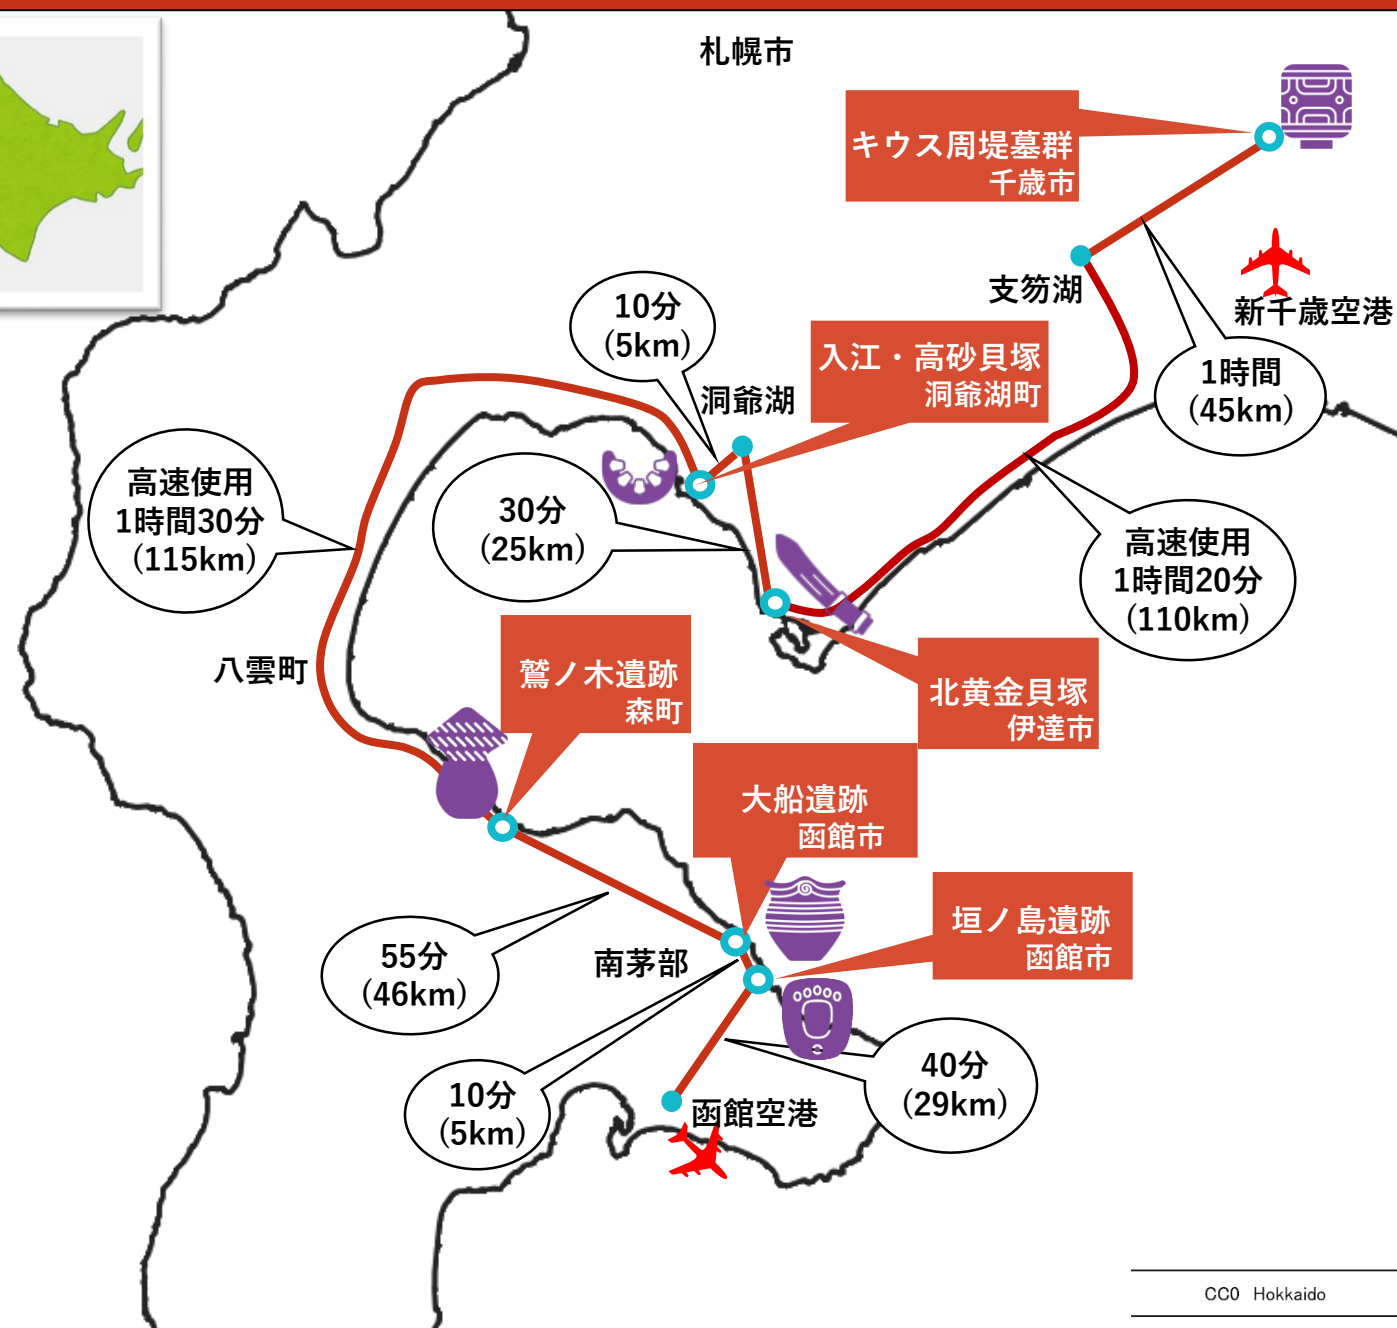 札幌市
キウス周堤墓群
千歳市
支笏湖
新千歳空港
10分
(5km)
入江・高砂貝塚
洞爺湖町
洞爺湖
1時間
(45km)
高速使用
1時間30分
(115km)
30分
(25km)
高速使用
1時間20分
(110km)
八雲町
鷲ノ木遺跡
森町
北黄金貝塚
伊達市
大船遺跡
函館市
垣ノ島遺跡
函館市
55分
(46km)
南茅部
10分
(5km)
40分
(29km)
函館空港
CC0 Hokkaido